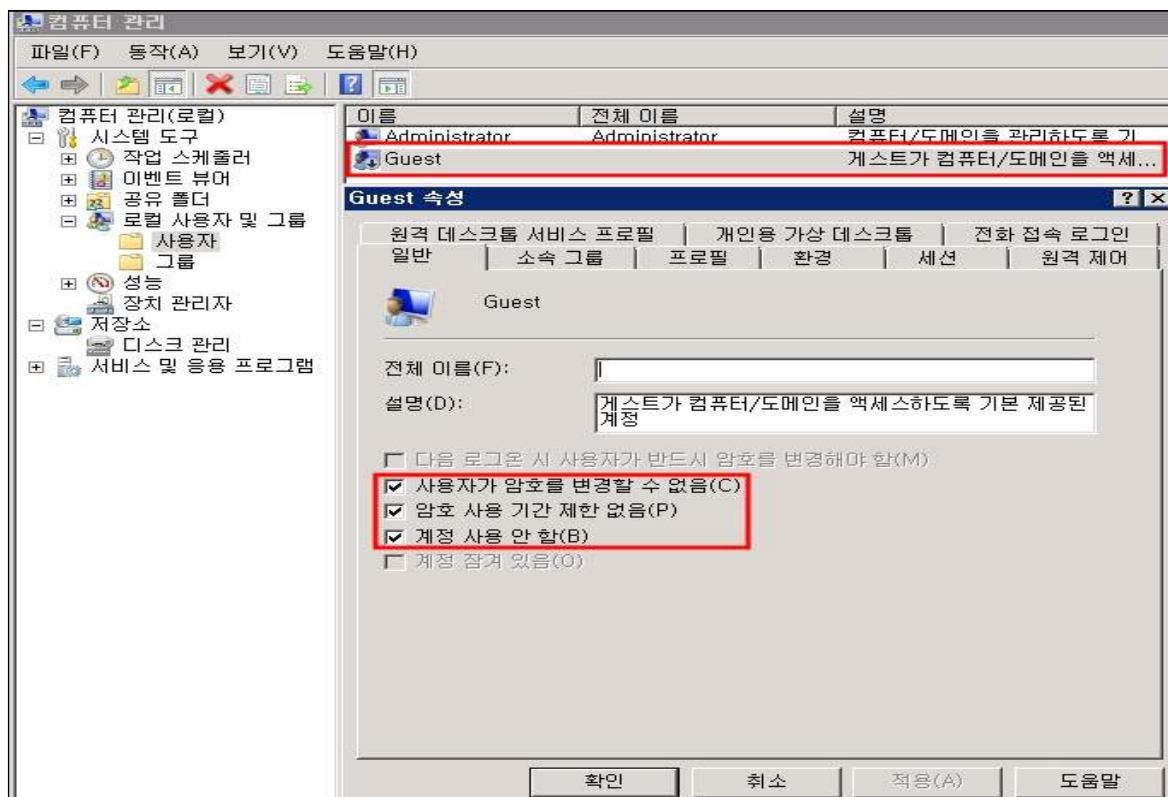 컴퓨터 관리
파일(F) 동작(A) 보기(V) 도움말(H)
컴퓨터 관리(로컬)
시스템 도구
작업 스케줄러
이벤트 뷰어
공유 폴더
로컬 사용자 및 그룹
사용자
그룹
성능
장치 관리자
저장소
디스크 관리
서비스 및 응용 프로그램
이름 전체 이름 설명
Administrator Administrator 컴퓨터/도메인을 관리하도록 기
Guest 게스트가 컴퓨터/도메인을 액세...
Guest 속성
원격 데스크톱 서비스 프로필 개인용 가상 데스크톱 전화 접속 로그인
일반 소속 그룹 프로필 환경 세션 원격 제어
Guest
전체 이름(F):
설명(D): 게스트가 컴퓨터/도메인을 액세스하도록 기본 제공된
계정
다음 로그온 시 사용자가 반드시 암호를 변경해야 함(M)
사용자가 암호를 변경할 수 없음(C)
암호 사용 기간 제한 없음(P)
계정 사용 안 함(B)
계정 잠겨 있음(O)
확인 취소 적용(A) 도움말